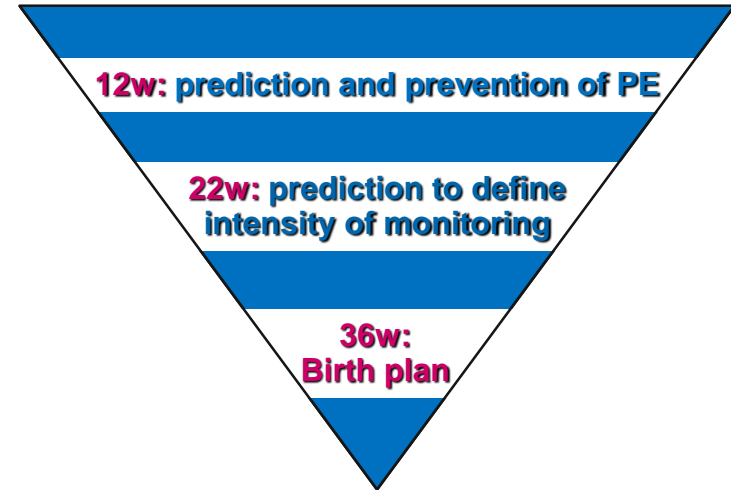 12w: prediction and prevention of PE
22w: prediction to define
intensity of monitoring
36w:
Birth plan